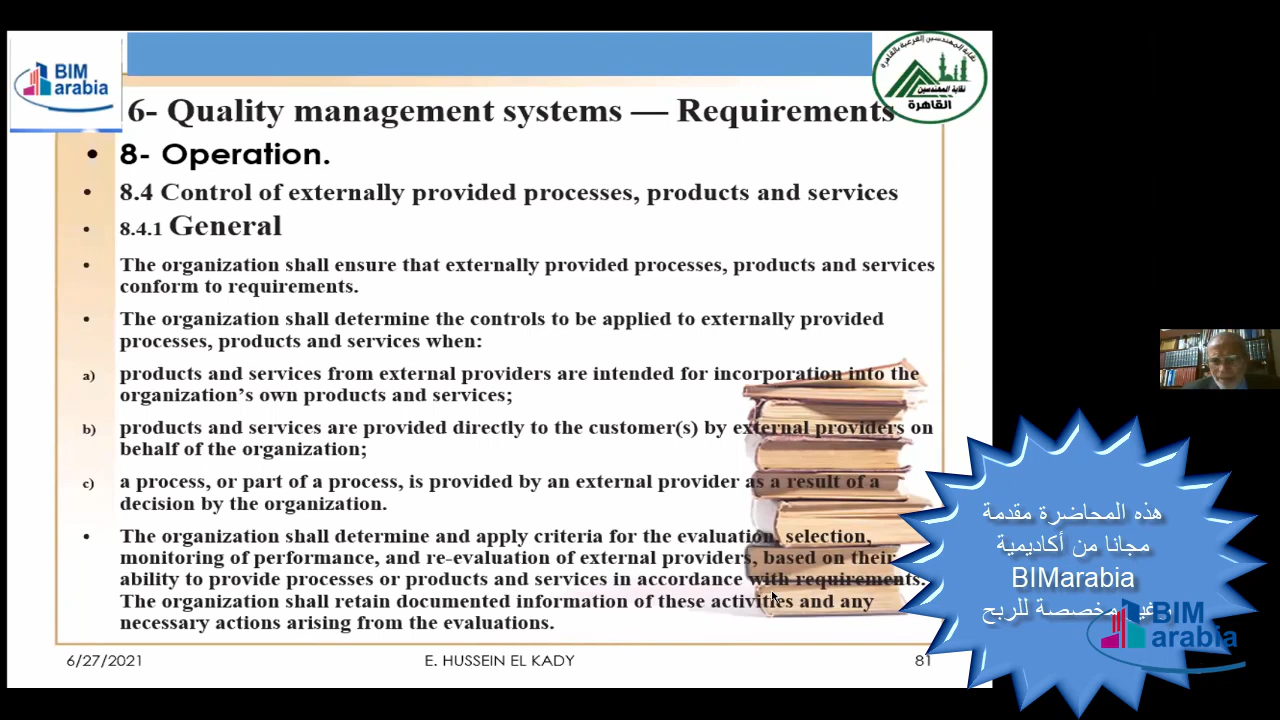 BIM
arabia
نقابة المهندسين الفرعية بالقاهرة
نقابة المهندسين
القاهرة
6- Quality management systems — Requirements
• 8- Operation.
• 8.4 Control of externally provided processes, products and services
• 8.4.1 General
• The organization shall ensure that externally provided processes, products and services
conform to requirements.
• The organization shall determine the controls to be applied to externally provided
processes, products and services when:
a) products and services from external providers are intended for incorporation into the
organization’s own products and services;
b) products and services are provided directly to the customer(s) by external providers on
behalf of the organization;
c) a process, or part of a process, is provided by an external provider as a result of a
decision by the organization.
• The organization shall determine and apply criteria for the evaluation, selection,
monitoring of performance, and re-evaluation of external providers, based on their
ability to provide processes or products and services in accordance with requirements.
The organization shall retain documented information of these activities and any
necessary actions arising from the evaluations.
6/27/2021
E. HUSSEIN EL KADY
81
هذه المحاضرة مقدمة
مجانا من أكاديمية
BIMarabia
مخصصة للربح
BIM
arabia